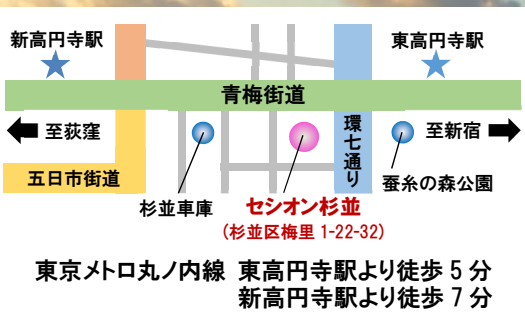 新高円寺駅
東高円寺駅
青梅街道
至荻窪
環七通り
至新宿
五日市街道
杉並車庫
セシオン杉並
蚕糸の森公園
(杉並区梅里 1-22-32)
東京メトロ丸ノ内線 東高円寺駅より徒歩 5 分
新高円寺駅より徒歩 7 分